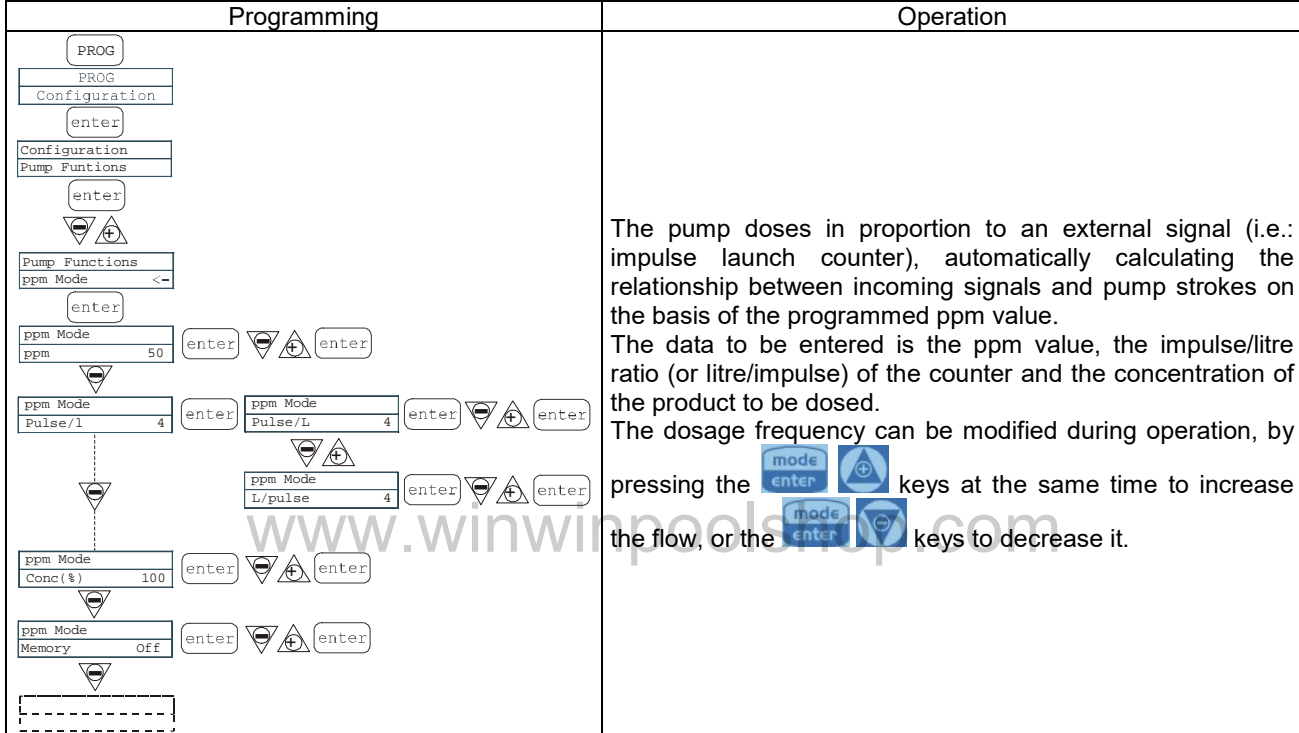 Programming
Operation
PROG
PROG
Configuration
enter
Configuration
Pump Funtions
enter
Pump Functions
ppm Mode <-
enter
ppm Mode
ppm 50
enter enter
ppm Mode
Pulse/l 4
enter
ppm Mode
Pulse/L 4
enter enter
ppm Mode
L/pulse 4
enter enter
ppm Mode
Conc(%) 100
enter enter
ppm Mode
Memory Off
enter enter
The pump doses in proportion to an external signal (i.e.:
impulse launch counter), automatically calculating the
relationship between incoming signals and pump strokes on
the basis of the programmed ppm value.
The data to be entered is the ppm value, the impulse/litre
ratio (or litre/impulse) of the counter and the concentration of
the product to be dosed.
The dosage frequency can be modified during operation, by
pressing the mode enter keys at the same time to increase
the flow, or the mode enter keys to decrease it.
www.winwinpoolshop.com